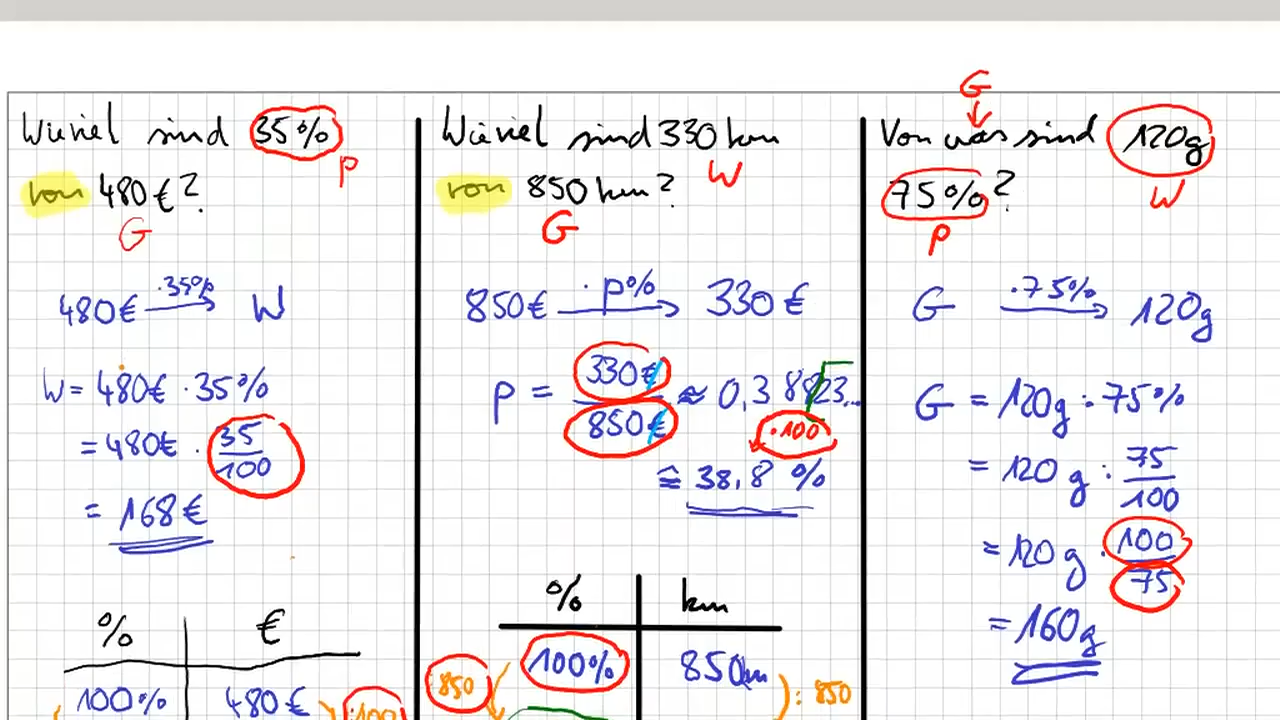 Wieviel sind 35%
P
von 480€?
G
480€ ·35% → W
W = 480€ · 35%
= 480€ · 35/100
= 168€
% €
100% 480€
:100
Wieviel sind 330 km
W
von 850 km?
G
850€ · p% → 330€
P = 330€/850€ ≈ 0,38823...
·100
≙ 38,8 %
% km
100% 850km
850 : 850
G
↓
Von was sind 120g
W
75%?
P
G ·75% → 120g
G = 120g : 75%
= 120g : 75/100
= 120g · 100/75
= 160g